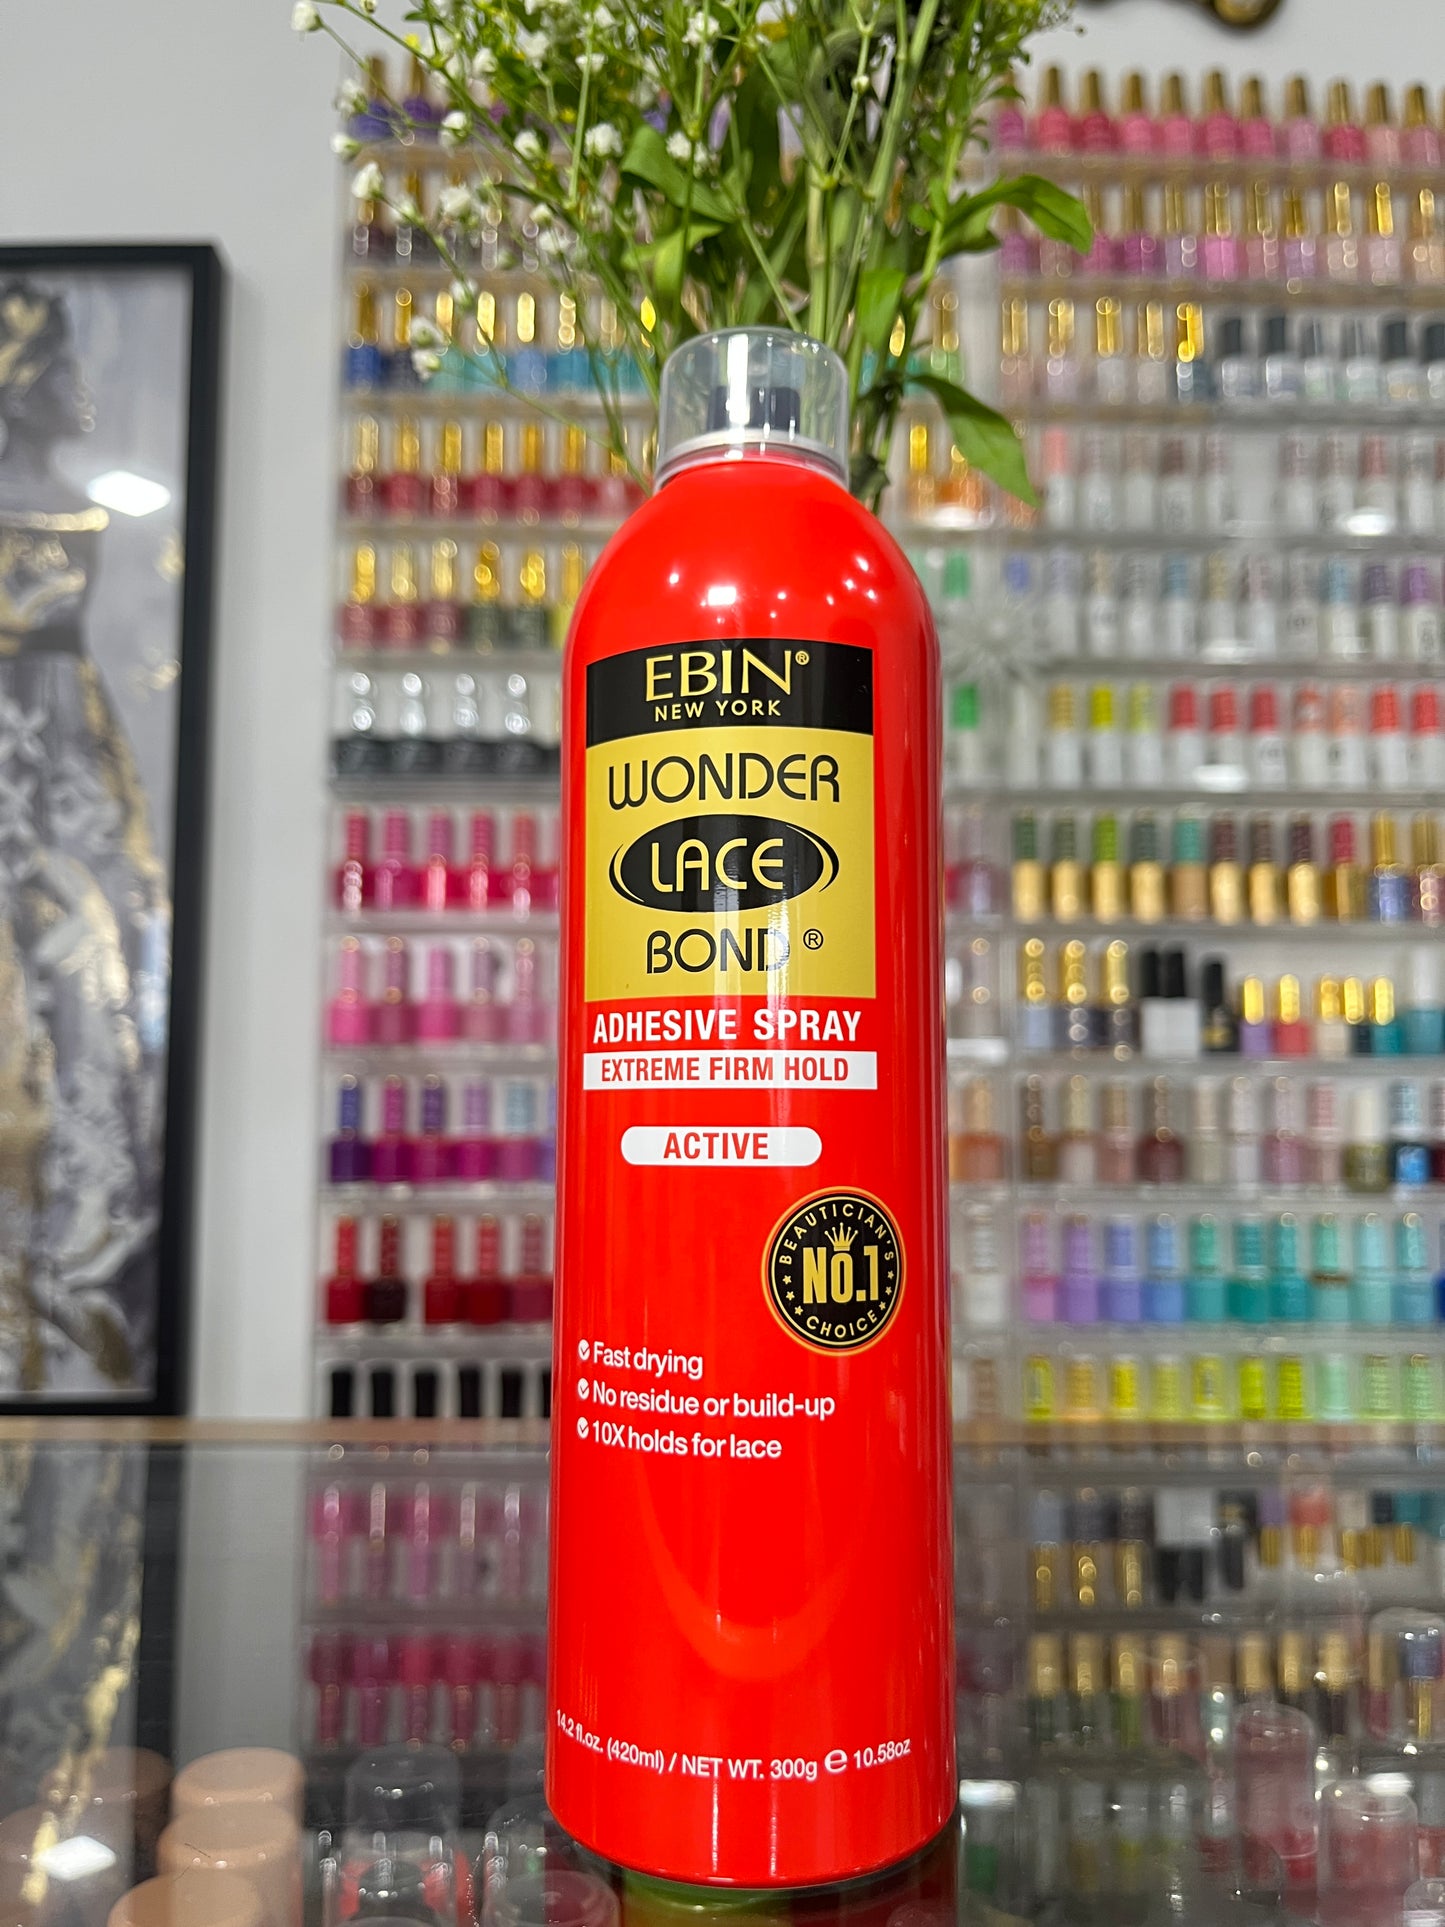 EBIN®
NEW YORK
WONDER
LACE
BOND ®
ADHESIVE SPRAY
EXTREME FIRM HOLD
ACTIVE
BEAUTICIAN'S
NO.1
CHOICE
Fast drying
No residue or build-up
10X holds for lace
14.2 fl.oz. (420ml) / NET WT. 300g ℮ 10.58oz